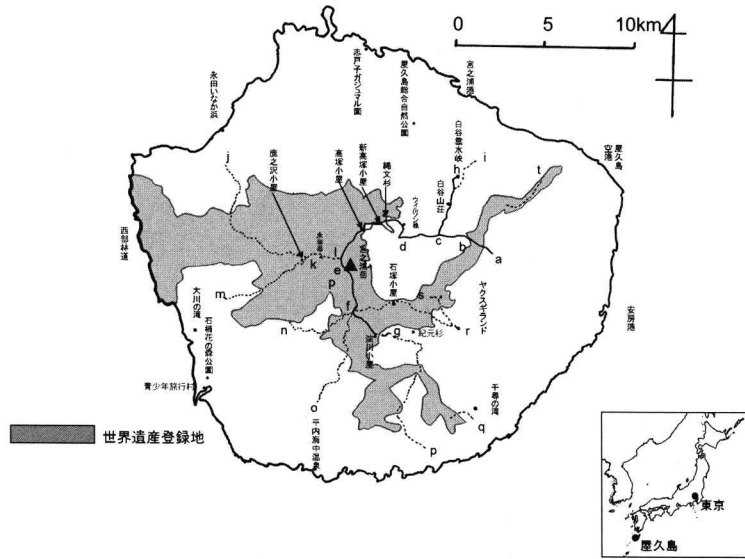 0
5
10km
4
永田いなか浜
志戸子ガジュマル園
屋久島総合自然公園
宮之浦港
屋久島
空港
白谷雲水峡
白谷山荘
鹿之沢小屋
高塚小屋
新高塚小屋
縄文杉
ウィルソン株
j
h
i
t
d
c
b
a
西部林道
永田岳
宮之浦岳
l
k
e
p
石塚小屋
s
ヤクスギランド
m
f
大川の滝
石楠花の森公園
n
g
紀元杉
r
安房港
淀川小屋
青少年旅行村
千尋の滝
o
平内海中温泉
q
p
世界遺産登録地
東京
屋久島